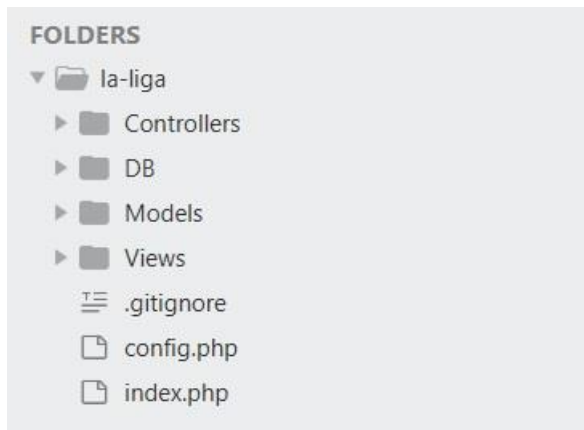 FOLDERS
la-liga
Controllers
DB
Models
Views
.gitignore
config.php
index.php